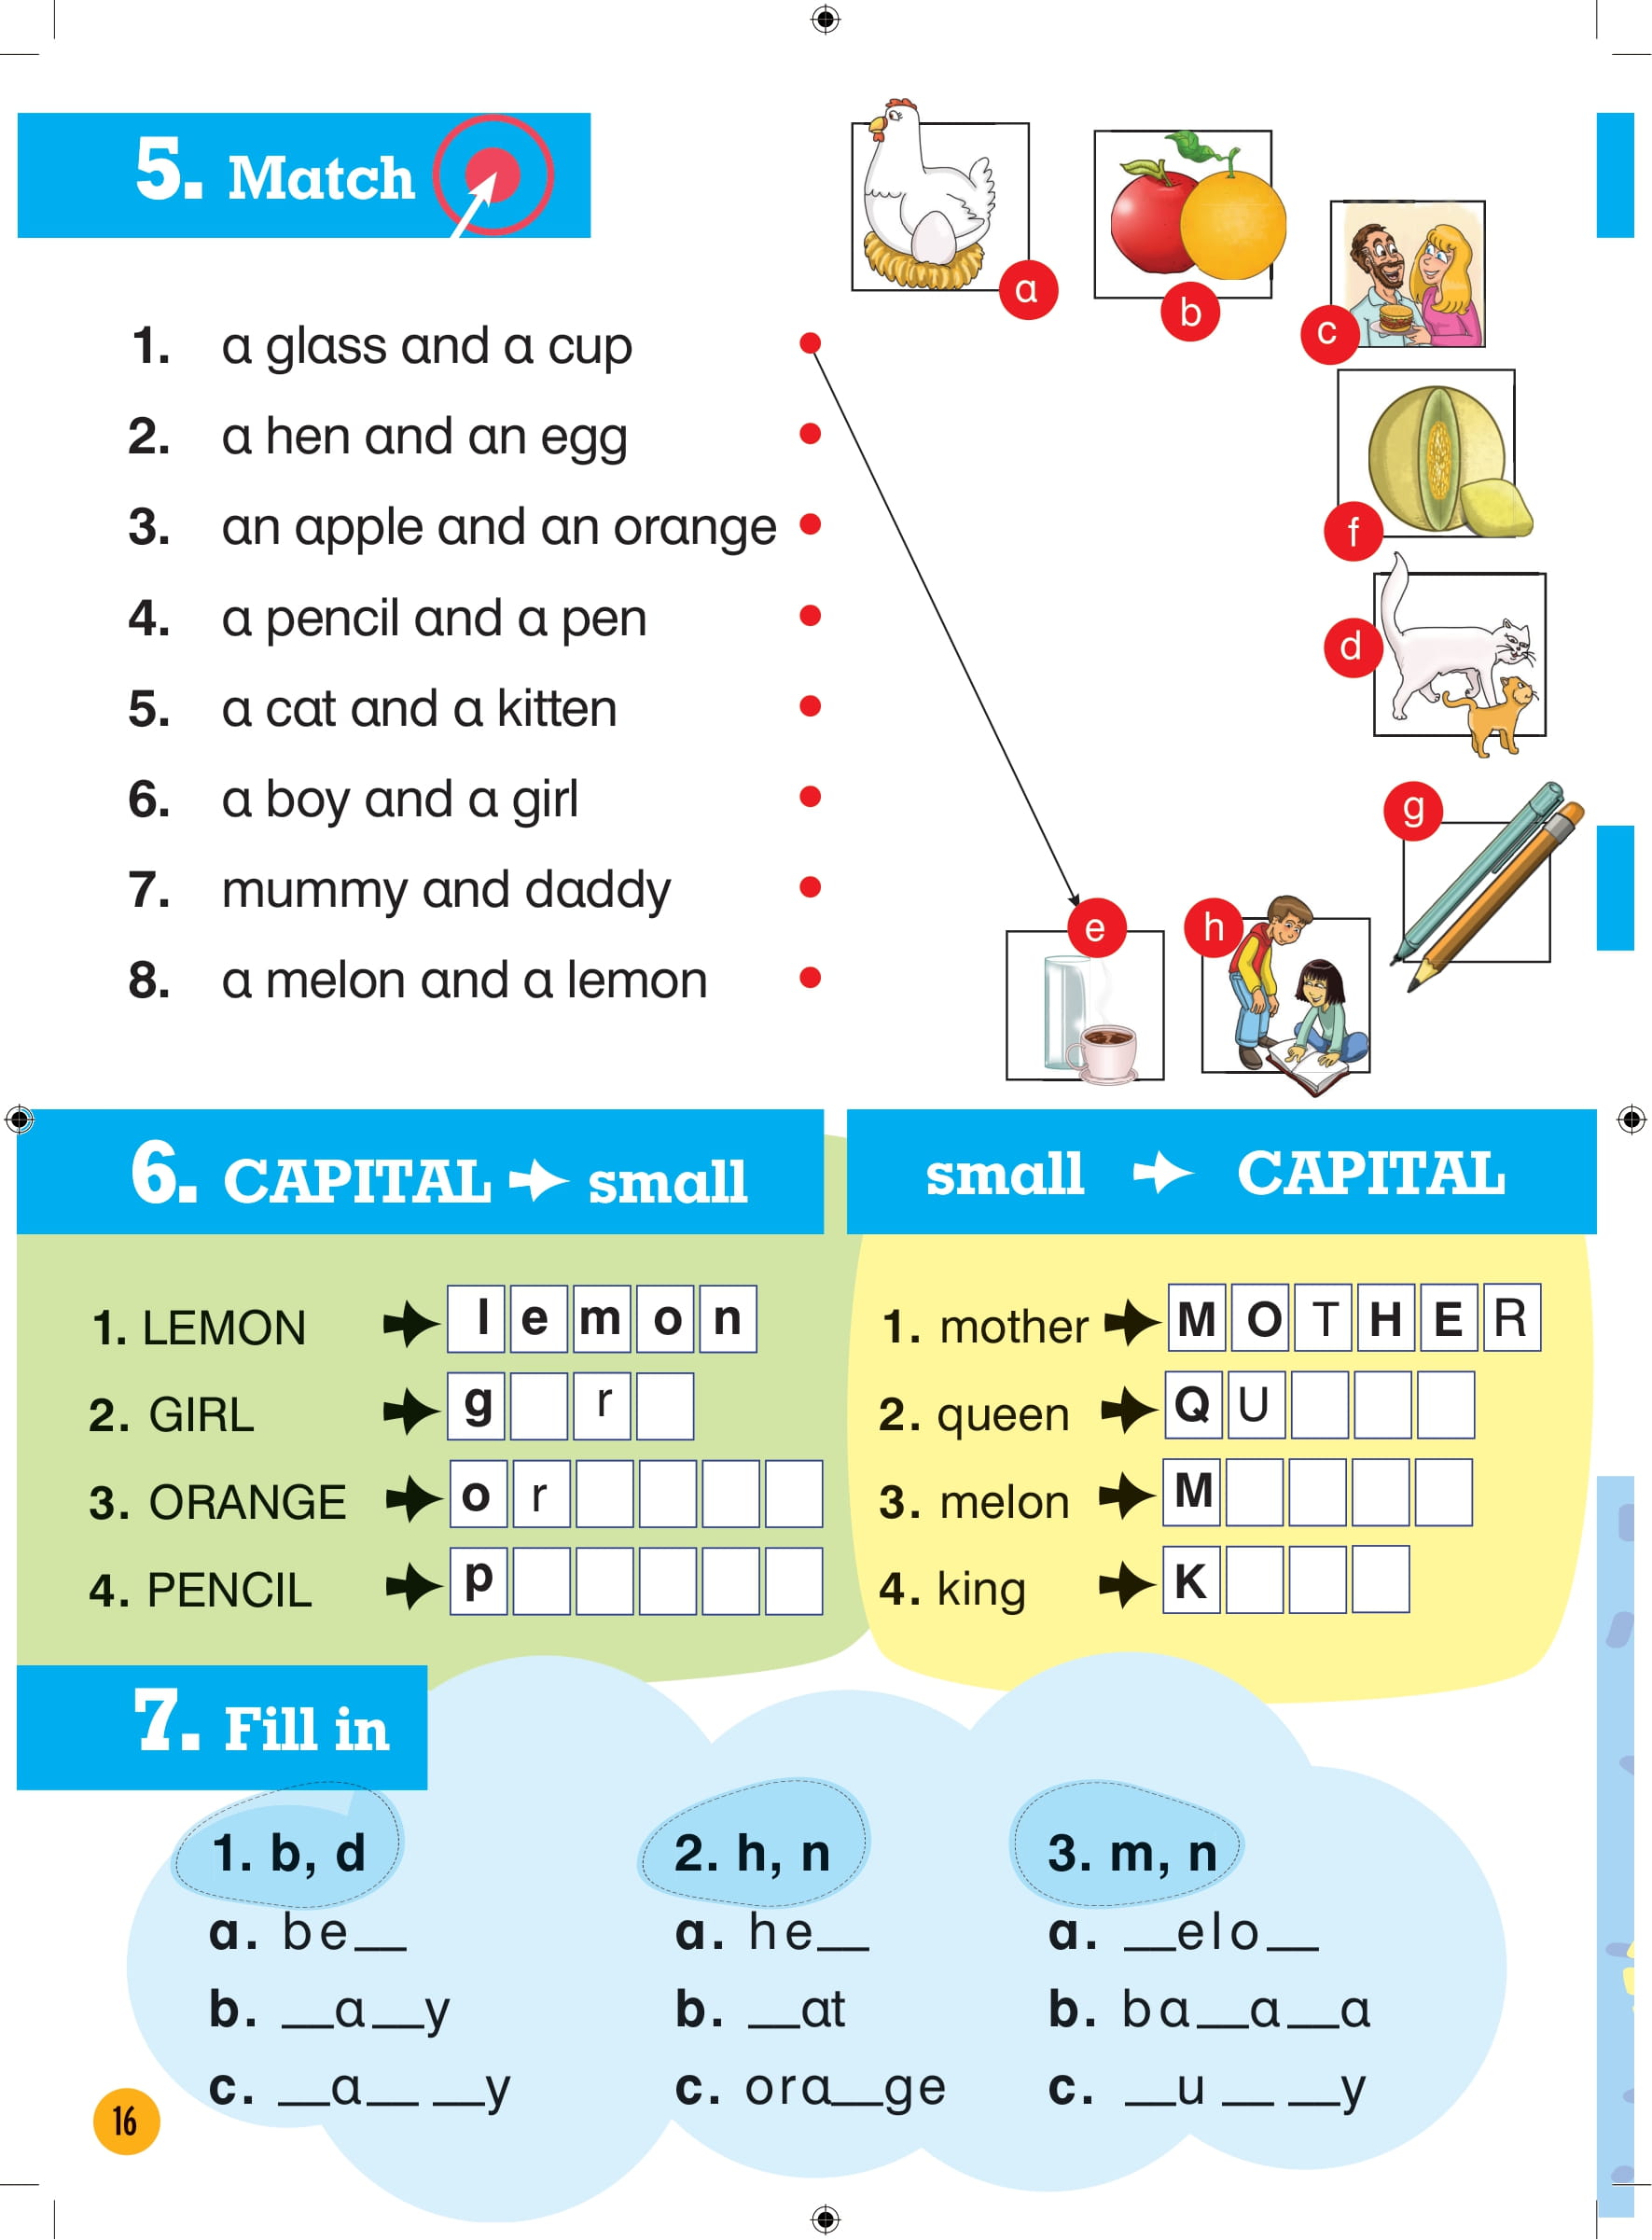 5. Match
a
b
c
f
d
g
e
h
1. a glass and a cup
2. a hen and an egg
3. an apple and an orange
4. a pencil and a pen
5. a cat and a kitten
6. a boy and a girl
7. mummy and daddy
8. a melon and a lemon
6. CAPITAL small
1. LEMON l e m o n
2. GIRL g r
3. ORANGE o r
4. PENCIL p
small CAPITAL
1. mother M O T H E R
2. queen Q U
3. melon M
4. king K
7. Fill in
1. b, d
a. be__
b. __a__y
c. __a__ __y
2. h, n
a. he__
b. __at
c. ora__ge
3. m, n
a. __elo__
b. ba__a__a
c. __u __ __y
16